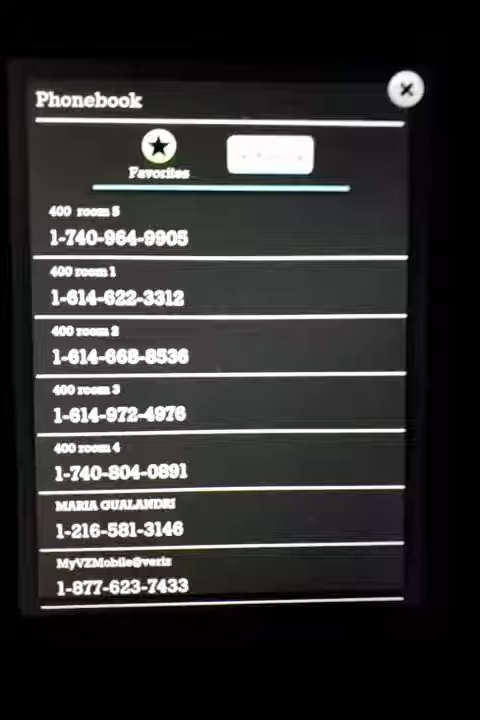 Phonebook
Favorites
400 room 5
1-740-964-9905
400 room 1
1-614-622-3312
400 room 2
1-614-668-8536
400 room 3
1-614-972-4976
400 room 4
1-740-804-0891
MARIA GUALANDRI
1-216-581-3146
MyVZMobile@veriz
1-877-623-7433